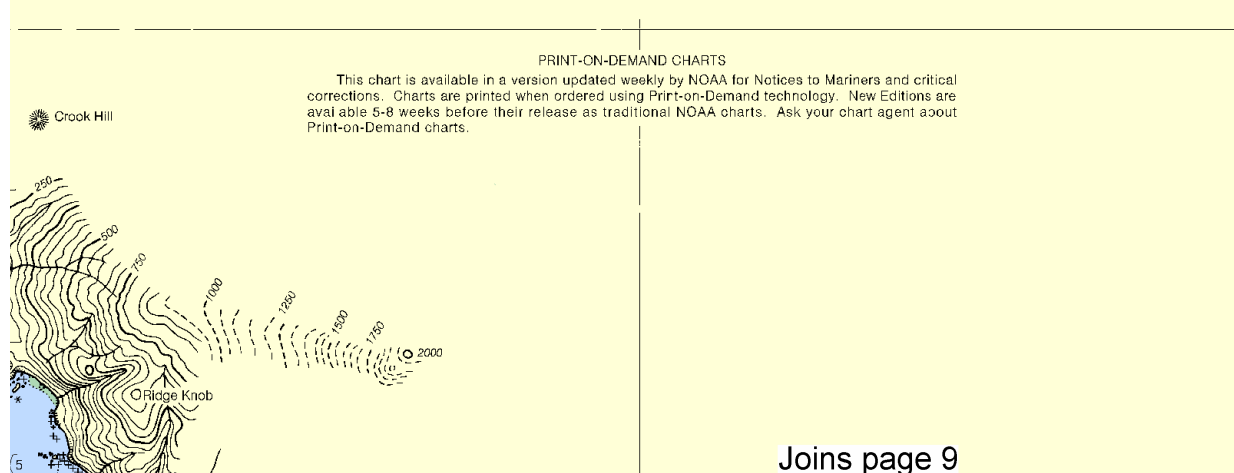 PRINT-ON-DEMAND CHARTS
This chart is available in a version updated weekly by NOAA for Notices to Mariners and critical
corrections. Charts are printed when ordered using Print-on-Demand technology. New Editions are
avai able 5-8 weeks before their release as traditional NOAA charts. Ask your chart agent about
Print-on-Demand charts.
Crook Hill
250
500
750
1000
1250
1500
1750
2000
Ridge Knob
5
Joins page 9